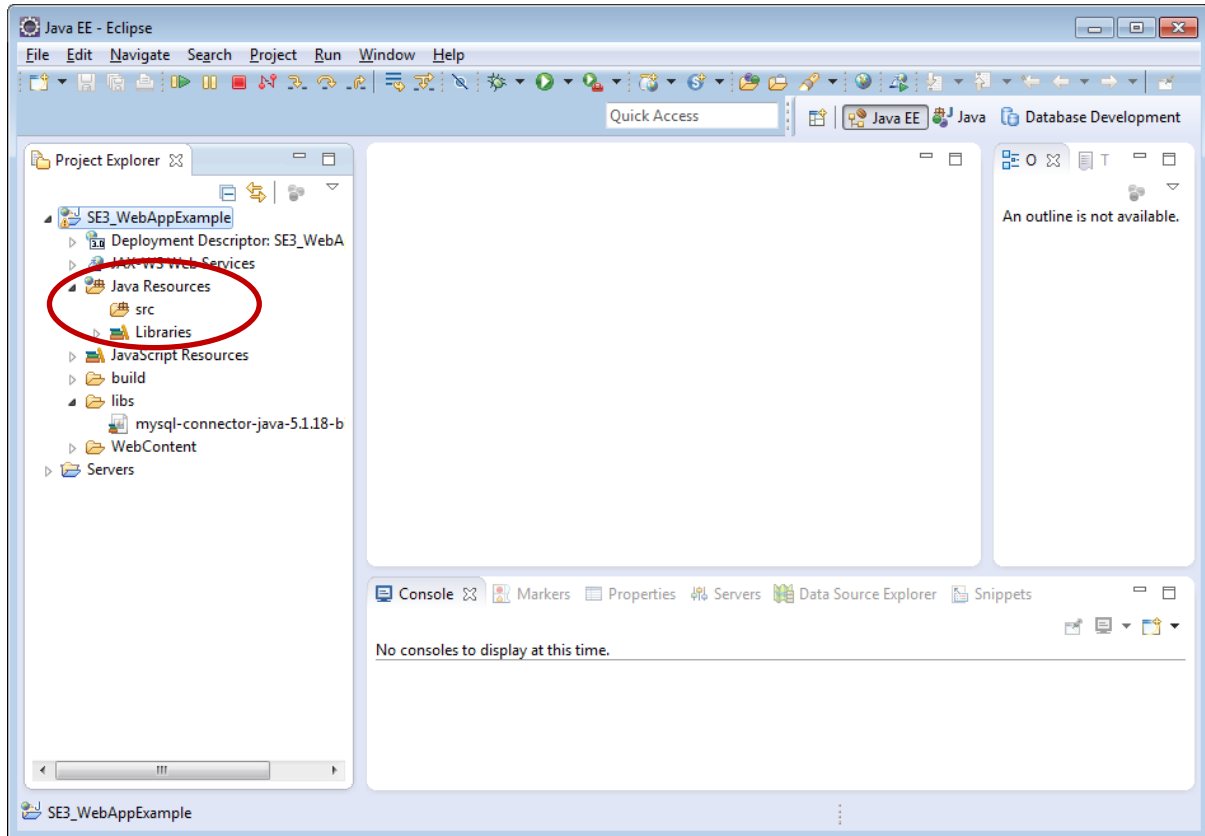 Java EE - Eclipse
File Edit Navigate Search Project Run Window Help
Quick Access
Java EE Java Database Development
Project Explorer
O T
SE3_WebAppExample
An outline is not available.
Deployment Descriptor: SE3_WebA
3.0
JAX-WS Web Services
Java Resources
src
Libraries
JavaScript Resources
build
libs
mysql-connector-java-5.1.18-b
WebContent
Servers
Console Markers Properties Servers Data Source Explorer Snippets
No consoles to display at this time.
SE3_WebAppExample